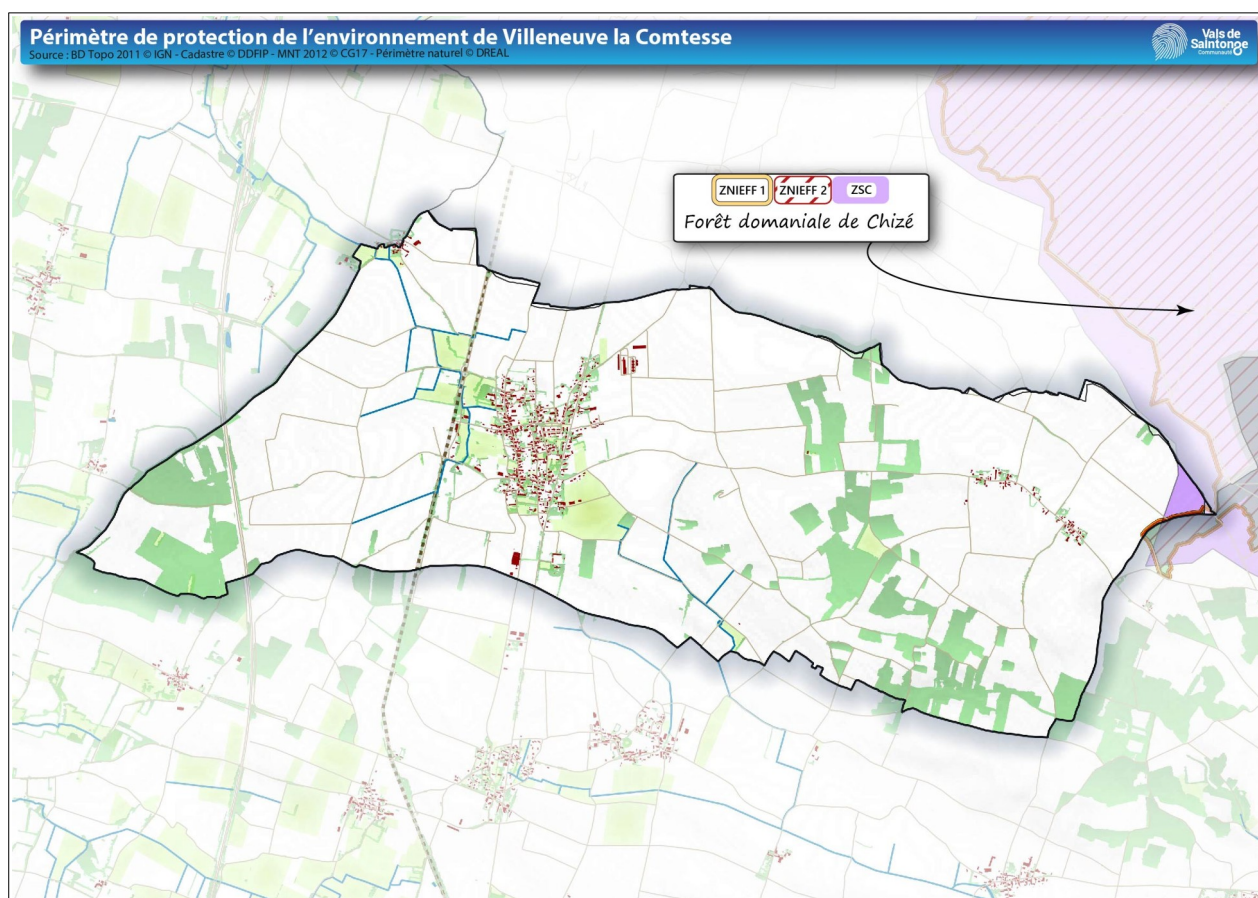 Périmètre de protection de l'environnement de Villeneuve la Comtesse
Source : BD Topo 2011 © IGN - Cadastre © DDFIP - MNT 2012 © CG17 - Périmètre naturel © DREAL
Vals de
Saintonge
Communauté
ZNIEFF 1 ZNIEFF 2 ZSC
Forêt domaniale de Chizé